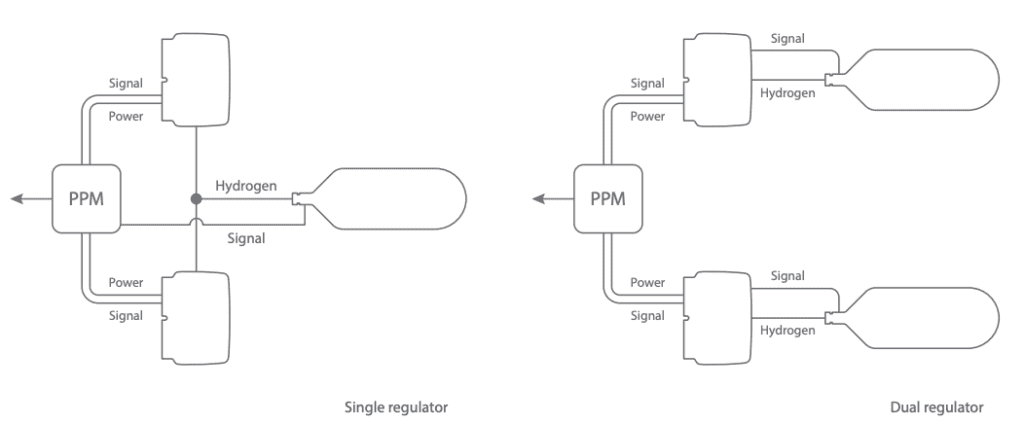 Signal
Power
PPM
Hydrogen
Signal
Power
Signal
Single regulator
Signal
Hydrogen
Signal
Power
PPM
Power
Signal
Signal
Hydrogen
Dual regulator